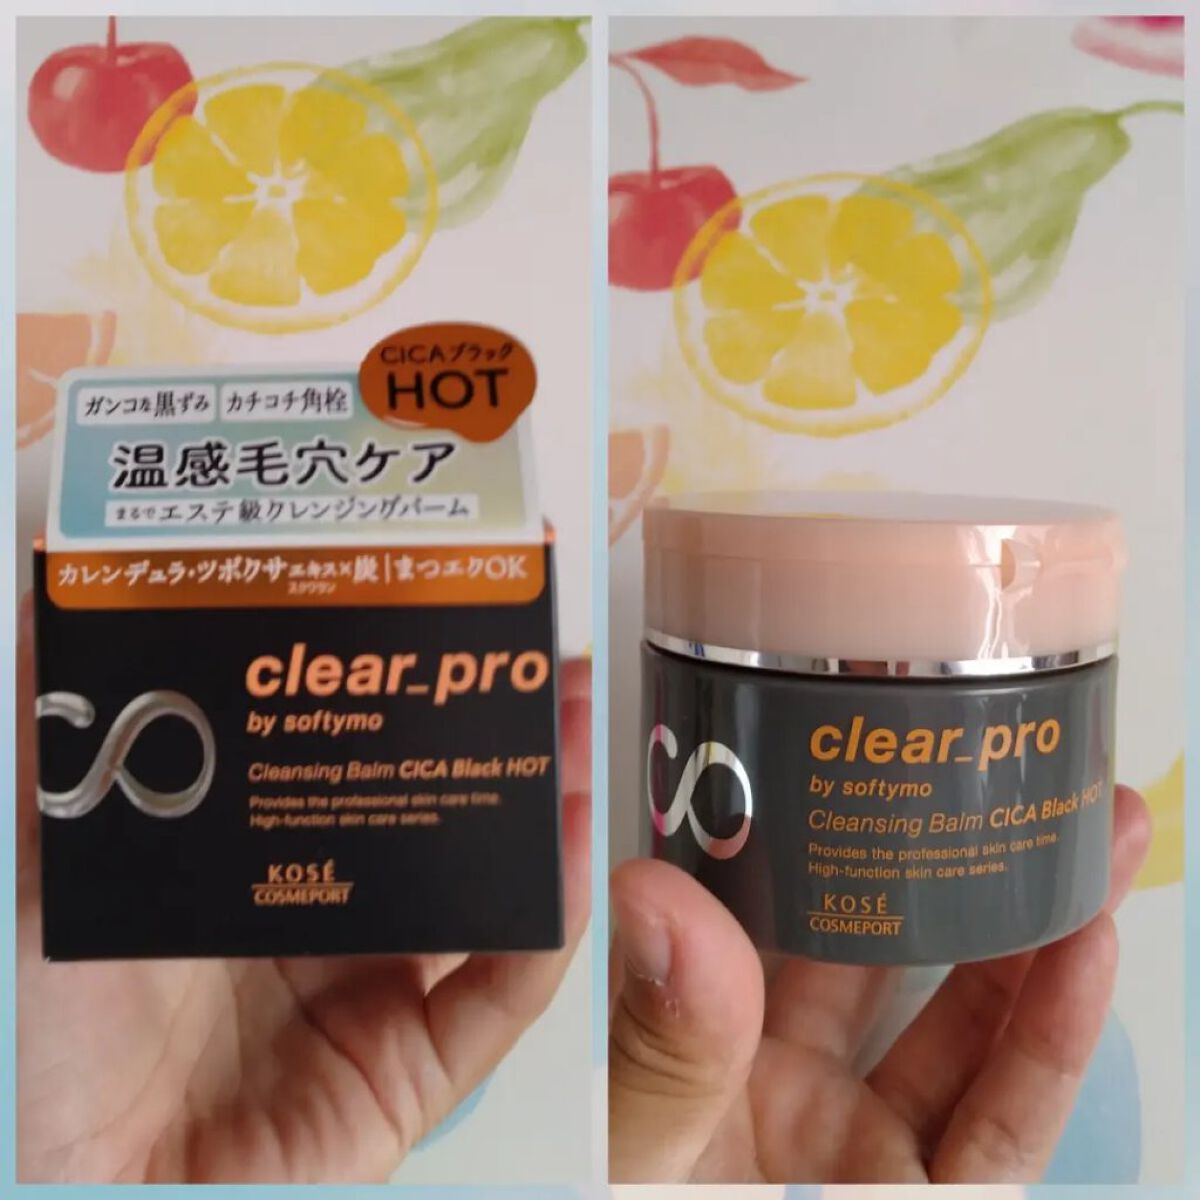 CICAブラック
HOT
ガンコな黒ずみ カチコチ角栓
温感毛穴ケア
まるでエステ級クレンジングバーム
カレンデュラ・ツボクサエキス×炭|まつエクOK
スクワラン
clear_pro
by softymo
Cleansing Balm CICA Black HOT
Provides the professional skin care time.
High-function skin care series.
KOSÉ
COSMEPORT
clear_pro
by softymo
Cleansing Balm CICA Black HOT
Provides the professional skin care time.
High-function skin care series.
KOSÉ
COSMEPORT